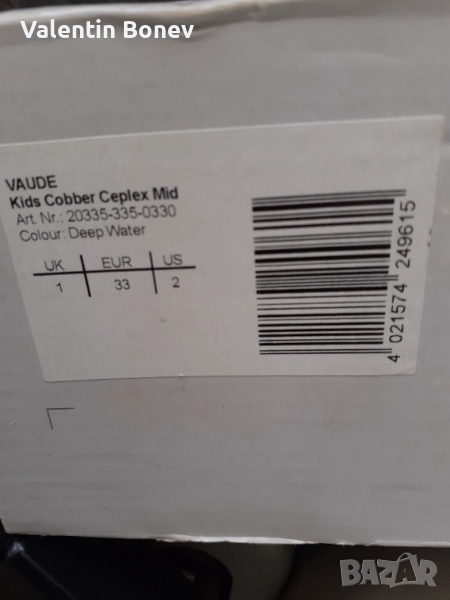 Valentin Bonev
VAUDE
Kids Cobber Ceplex Mid
Art. Nr.: 20335-335-0330
Colour: Deep Water
UK EUR US
1 33 2
4 021574 249615
BAZAR